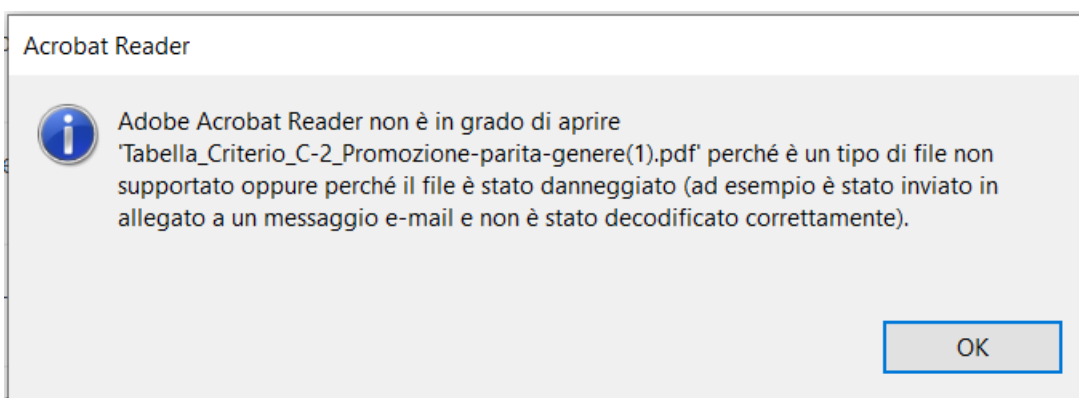 Acrobat Reader
Adobe Acrobat Reader non è in grado di aprire
'Tabella_Criterio_C-2_Promozione-parita-genere(1).pdf' perché è un tipo di file non
supportato oppure perché il file è stato danneggiato (ad esempio è stato inviato in
allegato a un messaggio e-mail e non è stato decodificato correttamente).
OK